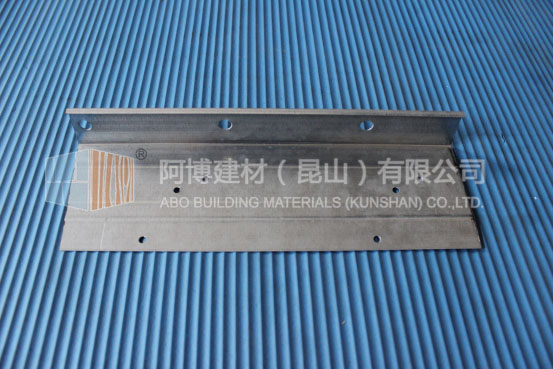 阿博建材（昆山）有限公司
ABO BUILDING MATERIALS (KUNSHAN) CO.,LTD.
®